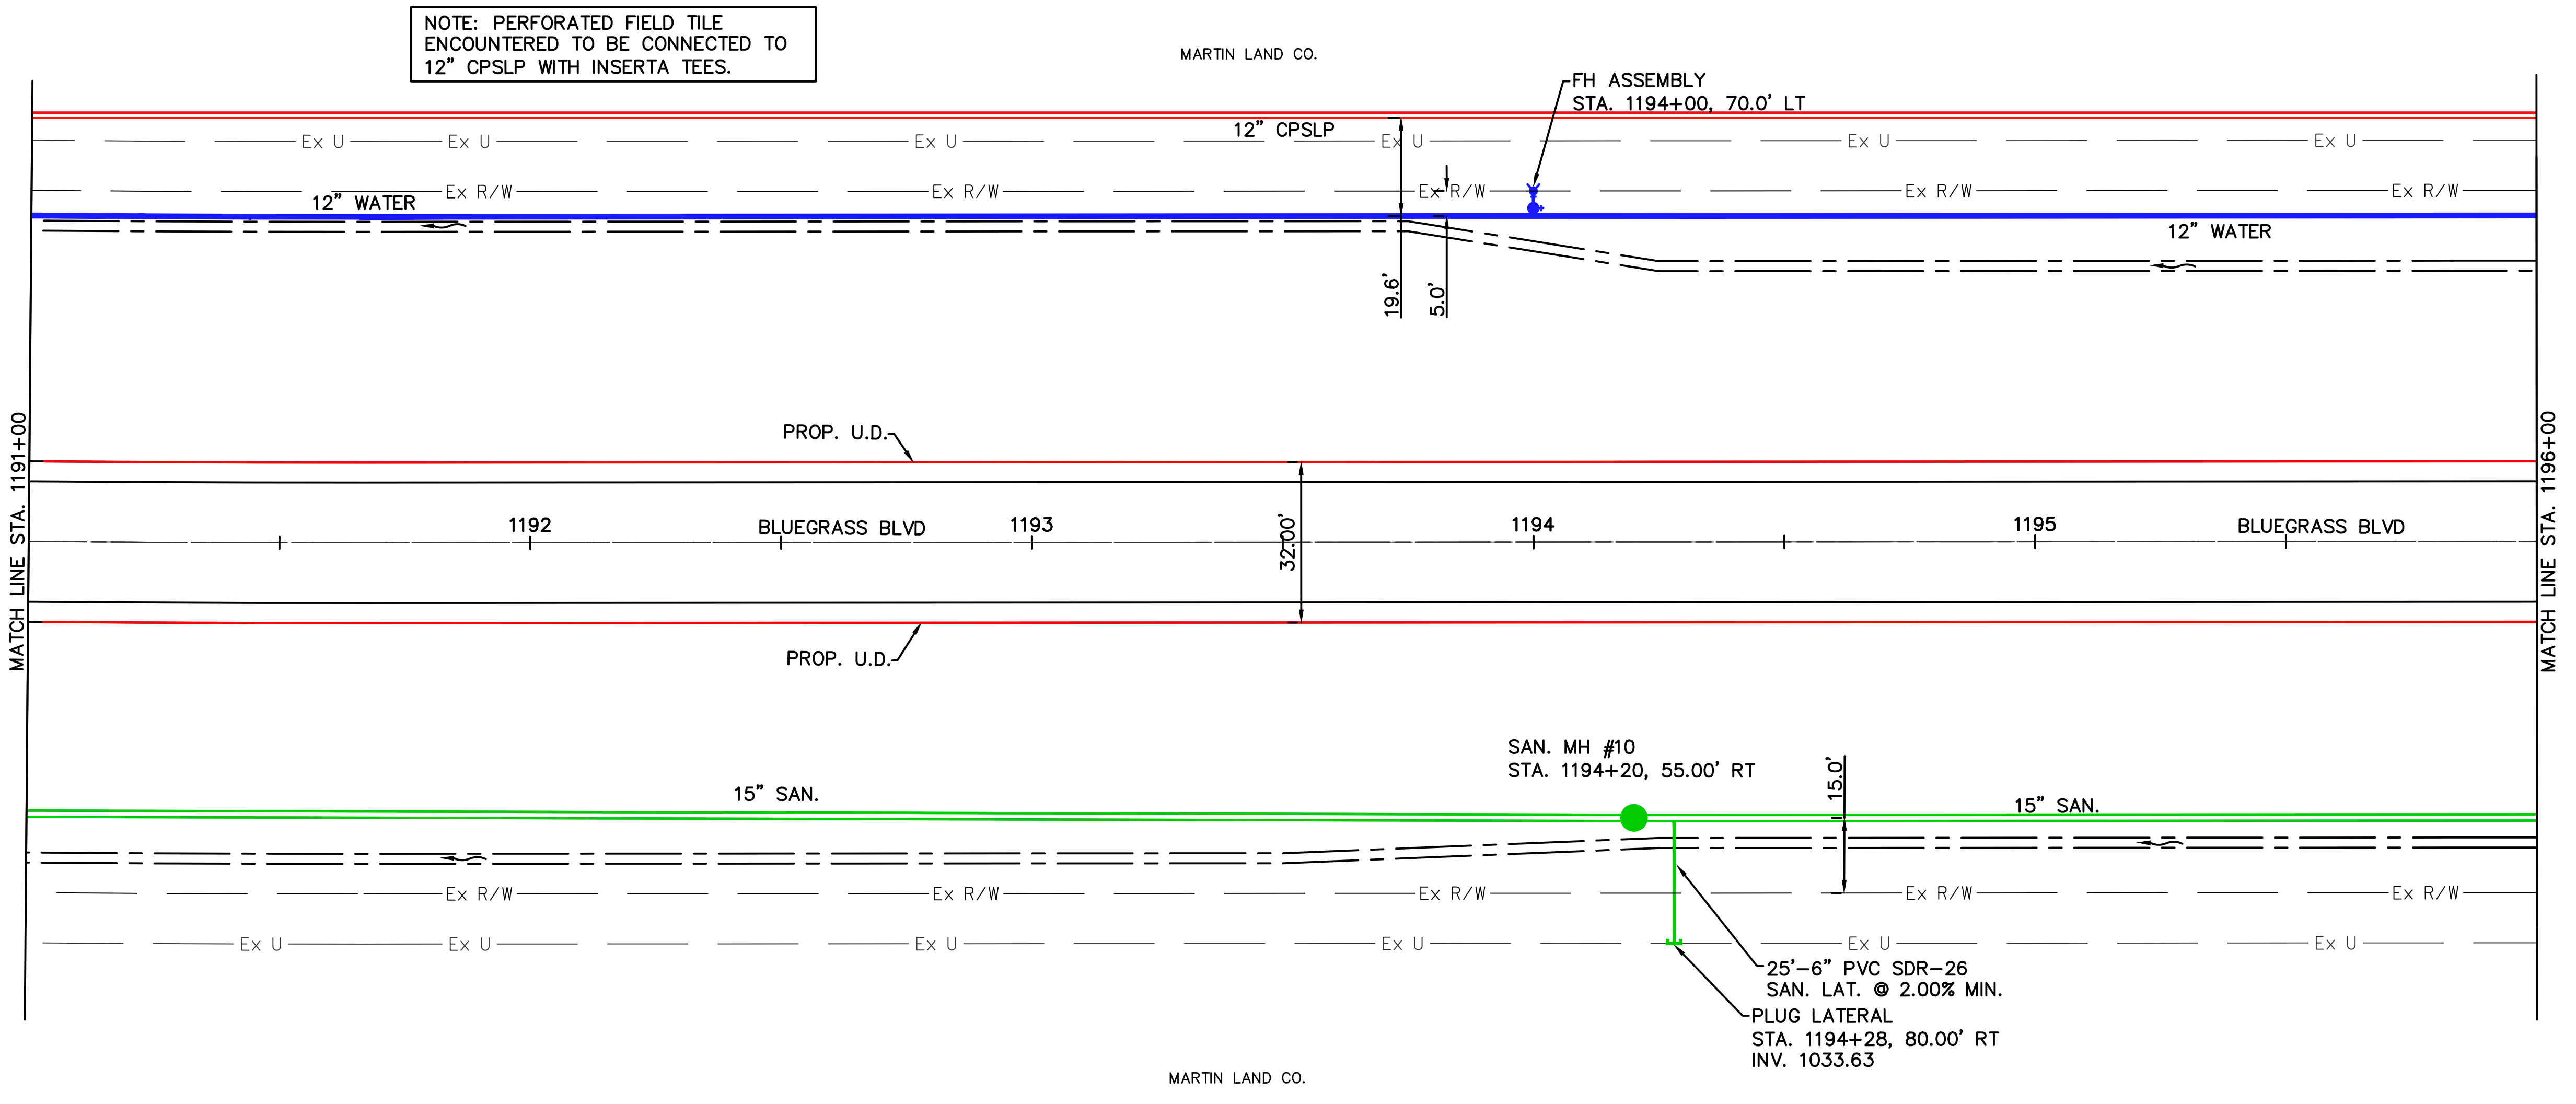 NOTE: PERFORATED FIELD TILE
ENCOUNTERED TO BE CONNECTED TO
12" CPSLP WITH INSERTA TEES.
MARTIN LAND CO.
FH ASSEMBLY
STA. 1194+00, 70.0' LT
12" CPSLP
Ex U
Ex U
Ex U
Ex U
Ex U
Ex U
Ex R/W
Ex R/W
Ex R/W
Ex R/W
Ex R/W
12" WATER
12" WATER
19.6'
5.0'
MATCH LINE STA. 1191+00
MATCH LINE STA. 1196+00
PROP. U.D.
1192
BLUEGRASS BLVD
1193
32.00'
1194
1195
BLUEGRASS BLVD
PROP. U.D.
SAN. MH #10
STA. 1194+20, 55.00' RT
15.0'
15" SAN.
15" SAN.
Ex R/W
Ex R/W
Ex R/W
Ex R/W
Ex R/W
Ex U
Ex U
Ex U
Ex U
Ex U
Ex U
25'-6" PVC SDR-26
SAN. LAT. @ 2.00% MIN.
PLUG LATERAL
STA. 1194+28, 80.00' RT
INV. 1033.63
MARTIN LAND CO.